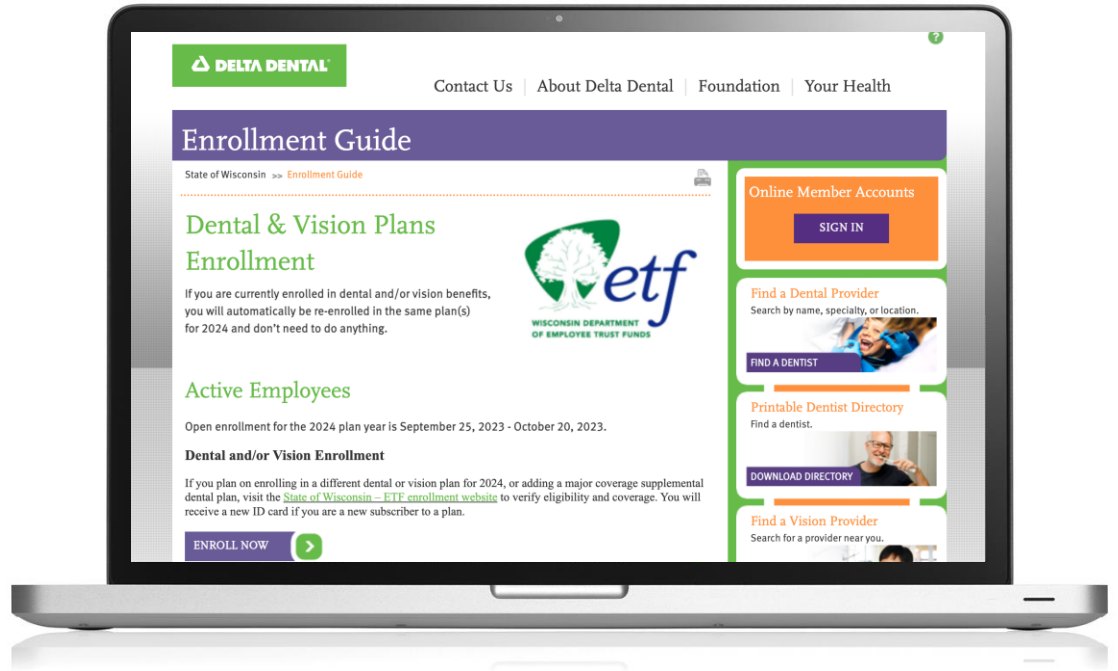 ?
DELTA DENTAL
Contact Us
About Delta Dental
Foundation
Your Health
Enrollment Guide
State of Wisconsin >> Enrollment Guide
Dental & Vision Plans
Enrollment
If you are currently enrolled in dental and/or vision benefits,
you will automatically be re-enrolled in the same plan(s)
for 2024 and don't need to do anything.
etf
WISCONSIN DEPARTMENT
OF EMPLOYEE TRUST FUNDS
Active Employees
Open enrollment for the 2024 plan year is September 25, 2023 - October 20, 2023.
Dental and/or Vision Enrollment
If you plan on enrolling in a different dental or vision plan for 2024, or adding a major coverage supplemental
dental plan, visit the State of Wisconsin – ETF enrollment website to verify eligibility and coverage. You will
receive a new ID card if you are a new subscriber to a plan.
ENROLL NOW
Online Member Accounts
SIGN IN
Find a Dental Provider
Search by name, specialty, or location.
FIND A DENTIST
Printable Dentist Directory
Find a dentist.
DOWNLOAD DIRECTORY
Find a Vision Provider
Search for a provider near you.